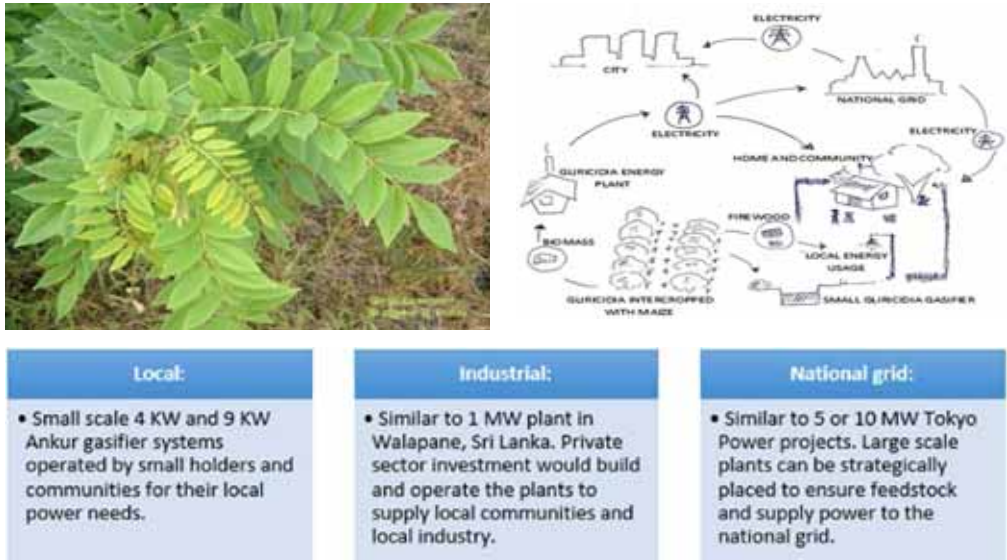 ELECTRICITY
CITY
NATIONAL GRID
ELECTRICITY
ELECTRICITY
HOME AND COMMUNITY
GURICIDIA ENERGY
PLANT
FIREWOOD
BIOMASS
LOCAL ENERGY
USAGE
GURICIDIA INTERCROPPED
WITH MAIZE
SMALL GLIRICIDIA GASIFIER
Local:
• Small scale 4 KW and 9 KW
Ankur gasifier systems
operated by small holders and
communities for their local
power needs.
Industrial:
• Similar to 1 MW plant in
Walapane, Sri Lanka. Private
sector investment would build
and operate the plants to
supply local communities and
local industry.
National grid:
• Similar to 5 or 10 MW Tokyo
Power projects. Large scale
plants can be strategically
placed to ensure feedstock
and supply power to the
national grid.